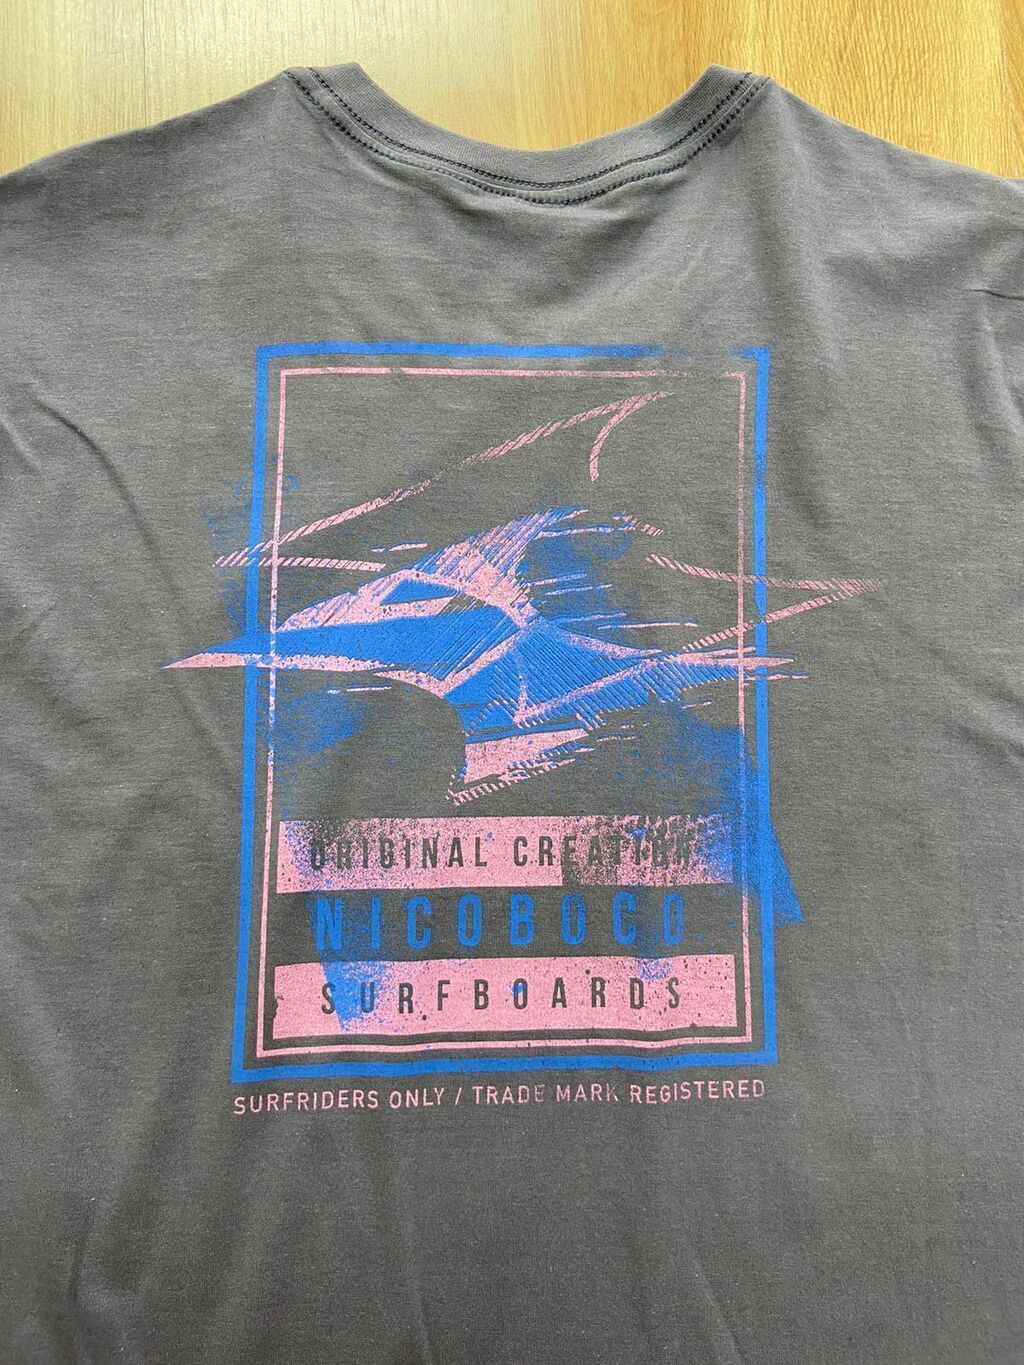 ORIGINAL CREATION
NICOBOCO
SURFBOARDS
SURFRIDERS ONLY / TRADE MARK REGISTERED